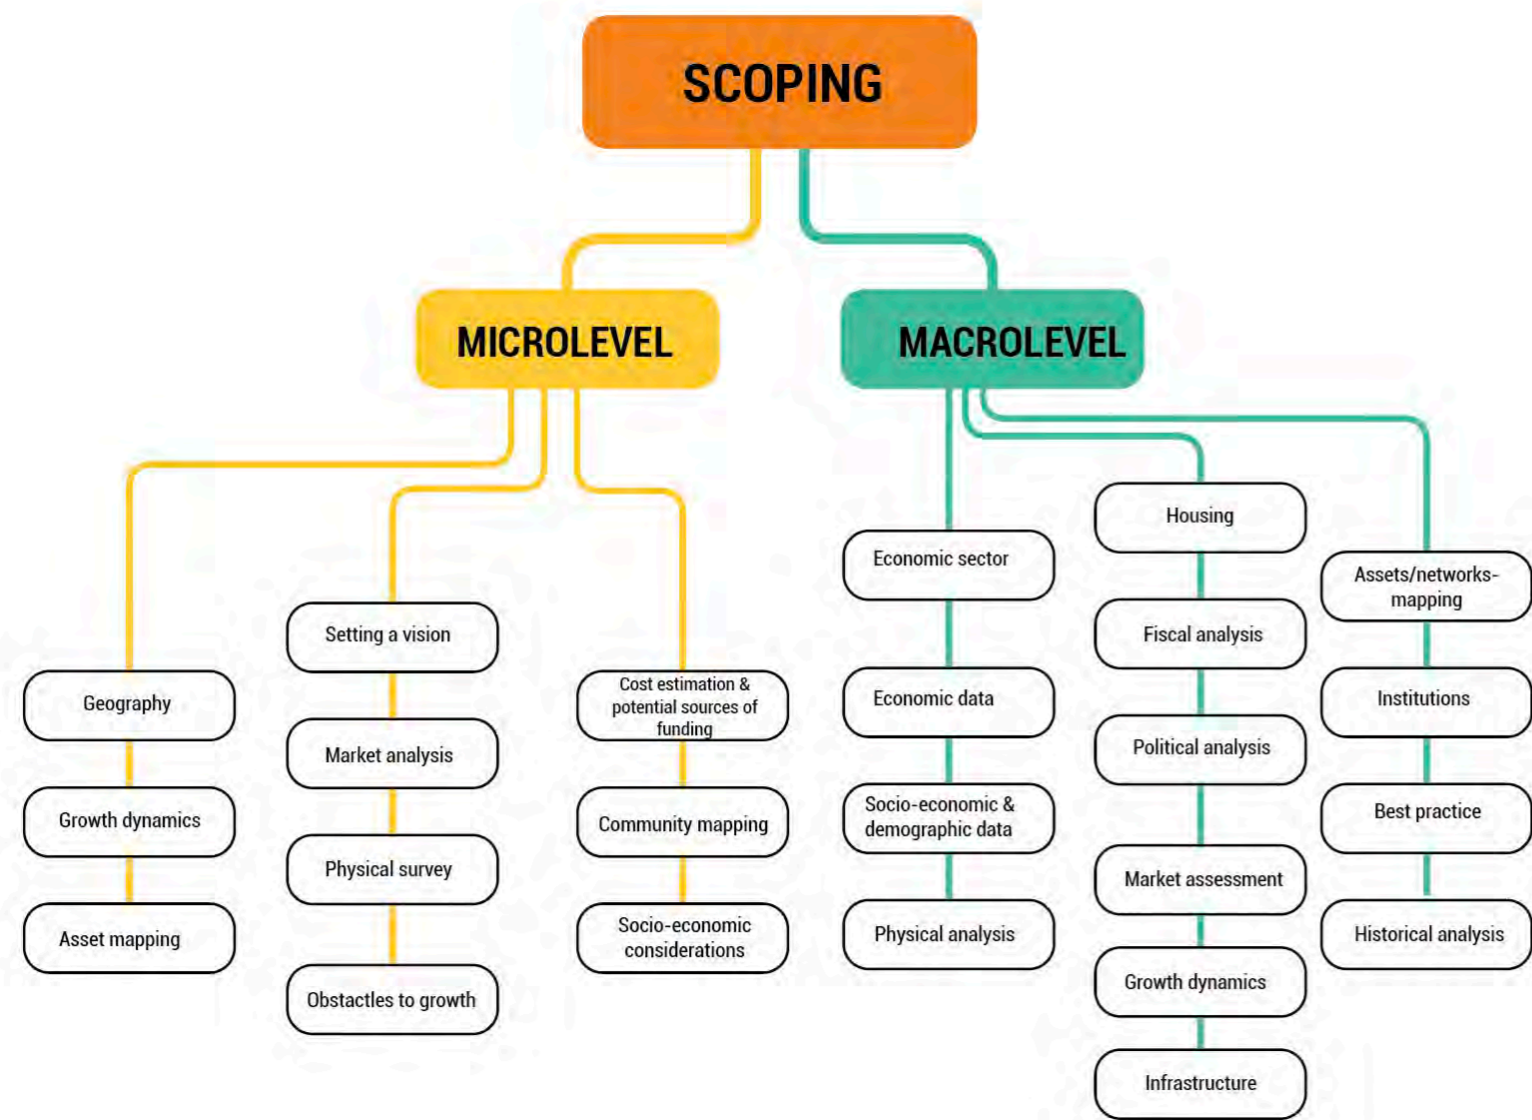 SCOPING
MICROLEVEL
MACROLEVEL
Geography
Growth dynamics
Asset mapping
Setting a vision
Market analysis
Physical survey
Obstactles to growth
Cost estimation &
potential sources of
funding
Community mapping
Socio-economic
considerations
Economic sector
Economic data
Socio-economic &
demographic data
Physical analysis
Housing
Fiscal analysis
Political analysis
Market assessment
Growth dynamics
Infrastructure
Assets/networks-
mapping
Institutions
Best practice
Historical analysis